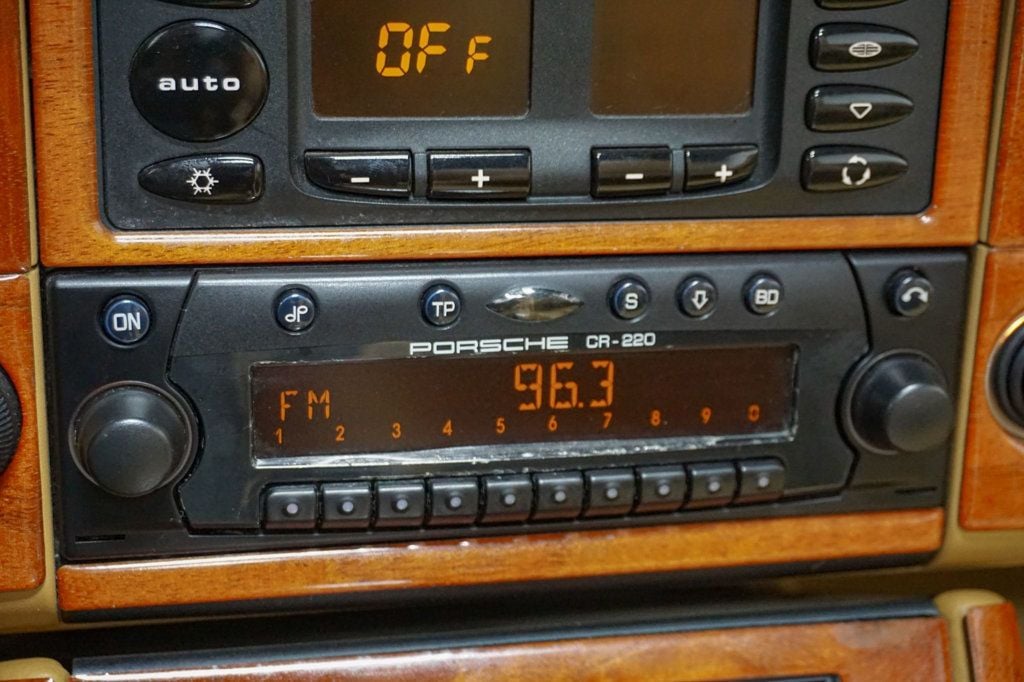 OFF
auto
- + - +
ON TP S BD
PORSCHE CR-220
FM 96.3
1 2 3 4 5 6 7 8 9 0